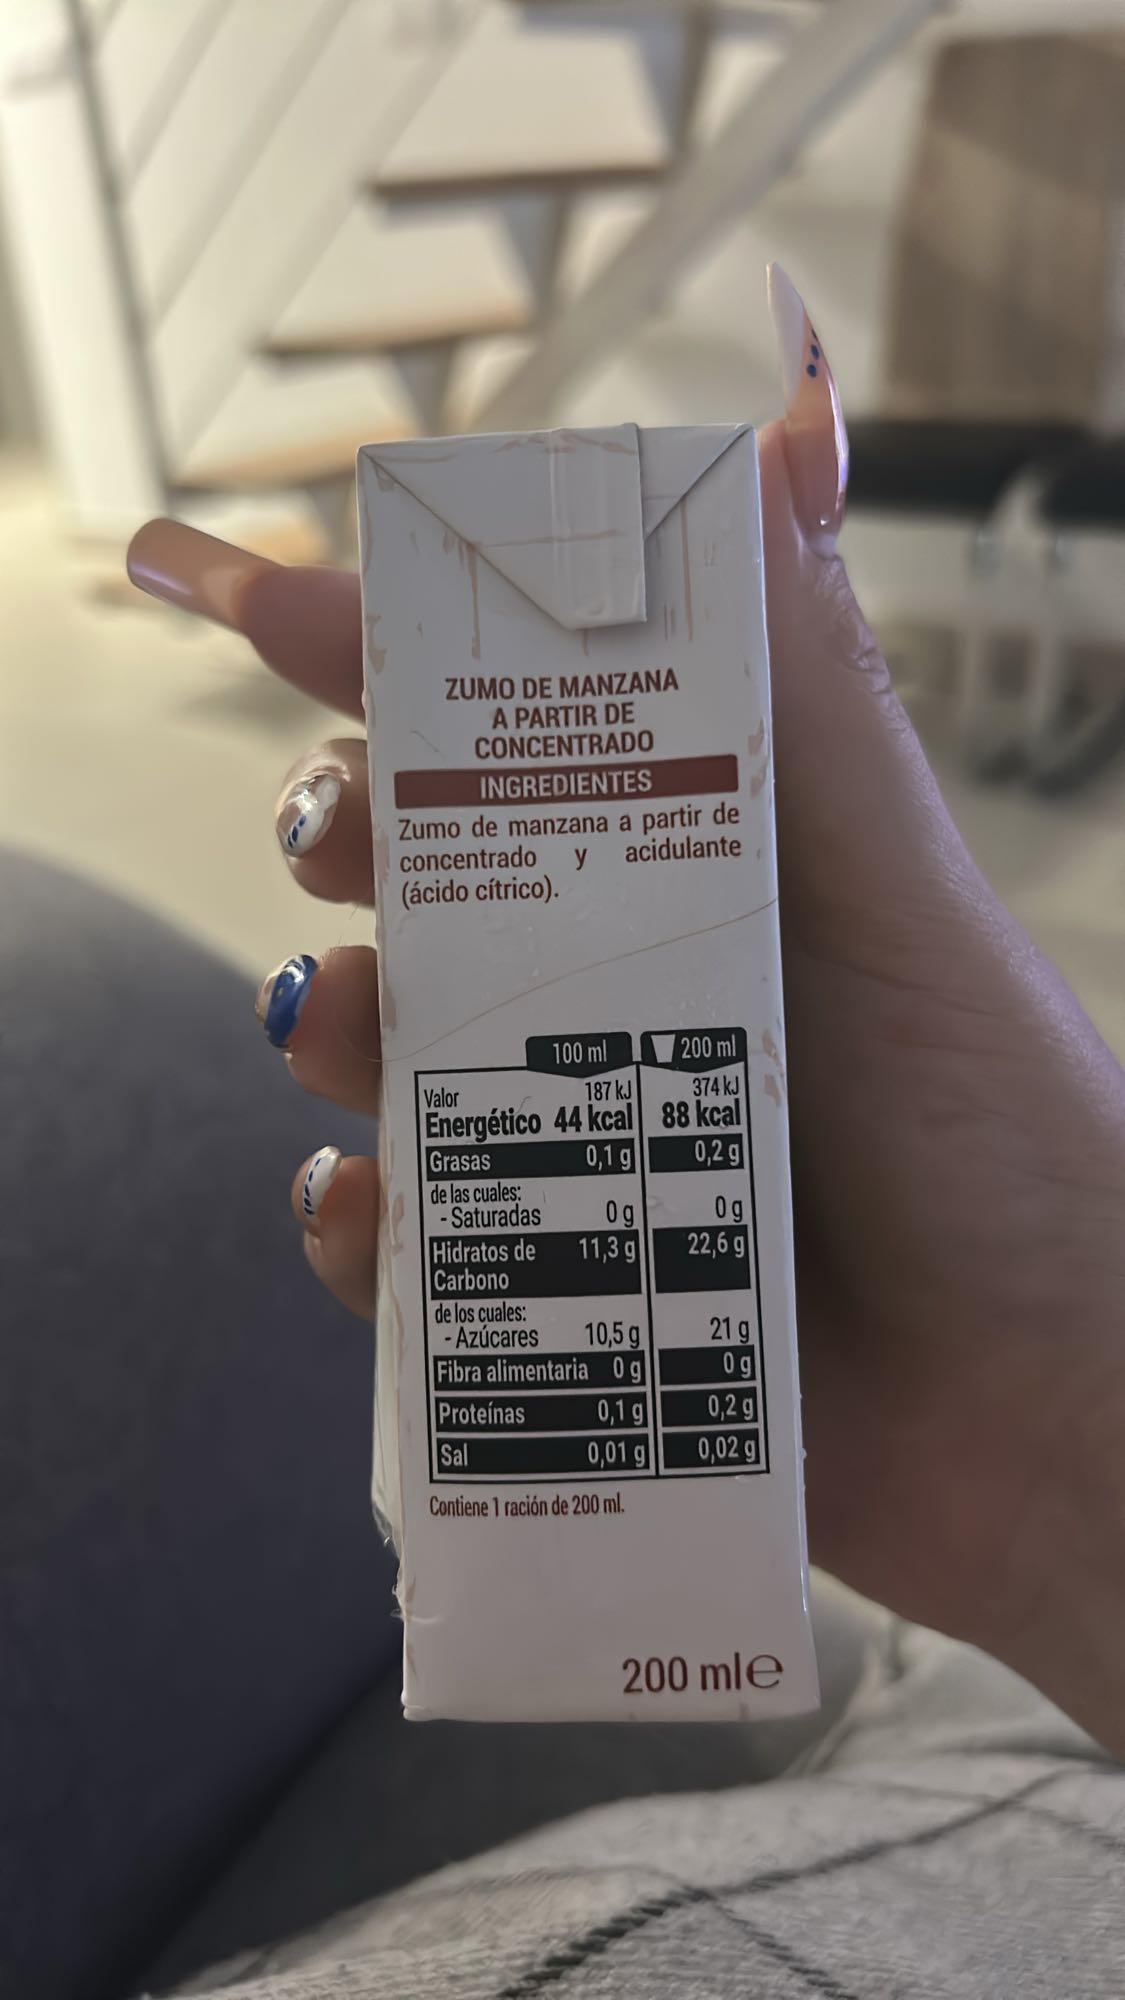 ZUMO DE MANZANA
A PARTIR DE
CONCENTRADO
INGREDIENTES
Zumo de manzana a partir de
concentrado y acidulante
(ácido cítrico).
100 ml 200 ml
Valor 187 kJ 374 kJ
Energético 44 kcal 88 kcal
Grasas 0,1 g 0,2 g
de las cuales:
- Saturadas 0 g 0 g
Hidratos de 11,3 g 22,6 g
Carbono
de los cuales:
- Azúcares 10,5 g 21 g
Fibra alimentaria 0 g 0 g
Proteínas 0,1 g 0,2 g
Sal 0,01 g 0,02 g
Contiene 1 ración de 200 ml.
200 ml ℮